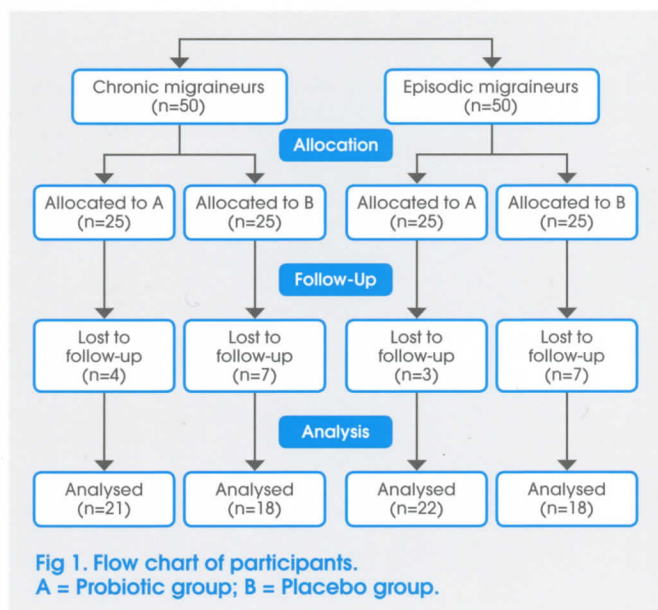 Chronic migraineurs
(n=50)
Episodic migraineurs
(n=50)
Allocation
Allocated to A
(n=25)
Allocated to B
(n=25)
Allocated to A
(n=25)
Allocated to B
(n=25)
Follow-Up
Lost to
follow-up
(n=4)
Lost to
follow-up
(n=7)
Lost to
follow-up
(n=3)
Lost to
follow-up
(n=7)
Analysis
Analysed
(n=21)
Analysed
(n=18)
Analysed
(n=22)
Analysed
(n=18)
Fig 1. Flow chart of participants.
A = Probiotic group; B = Placebo group.